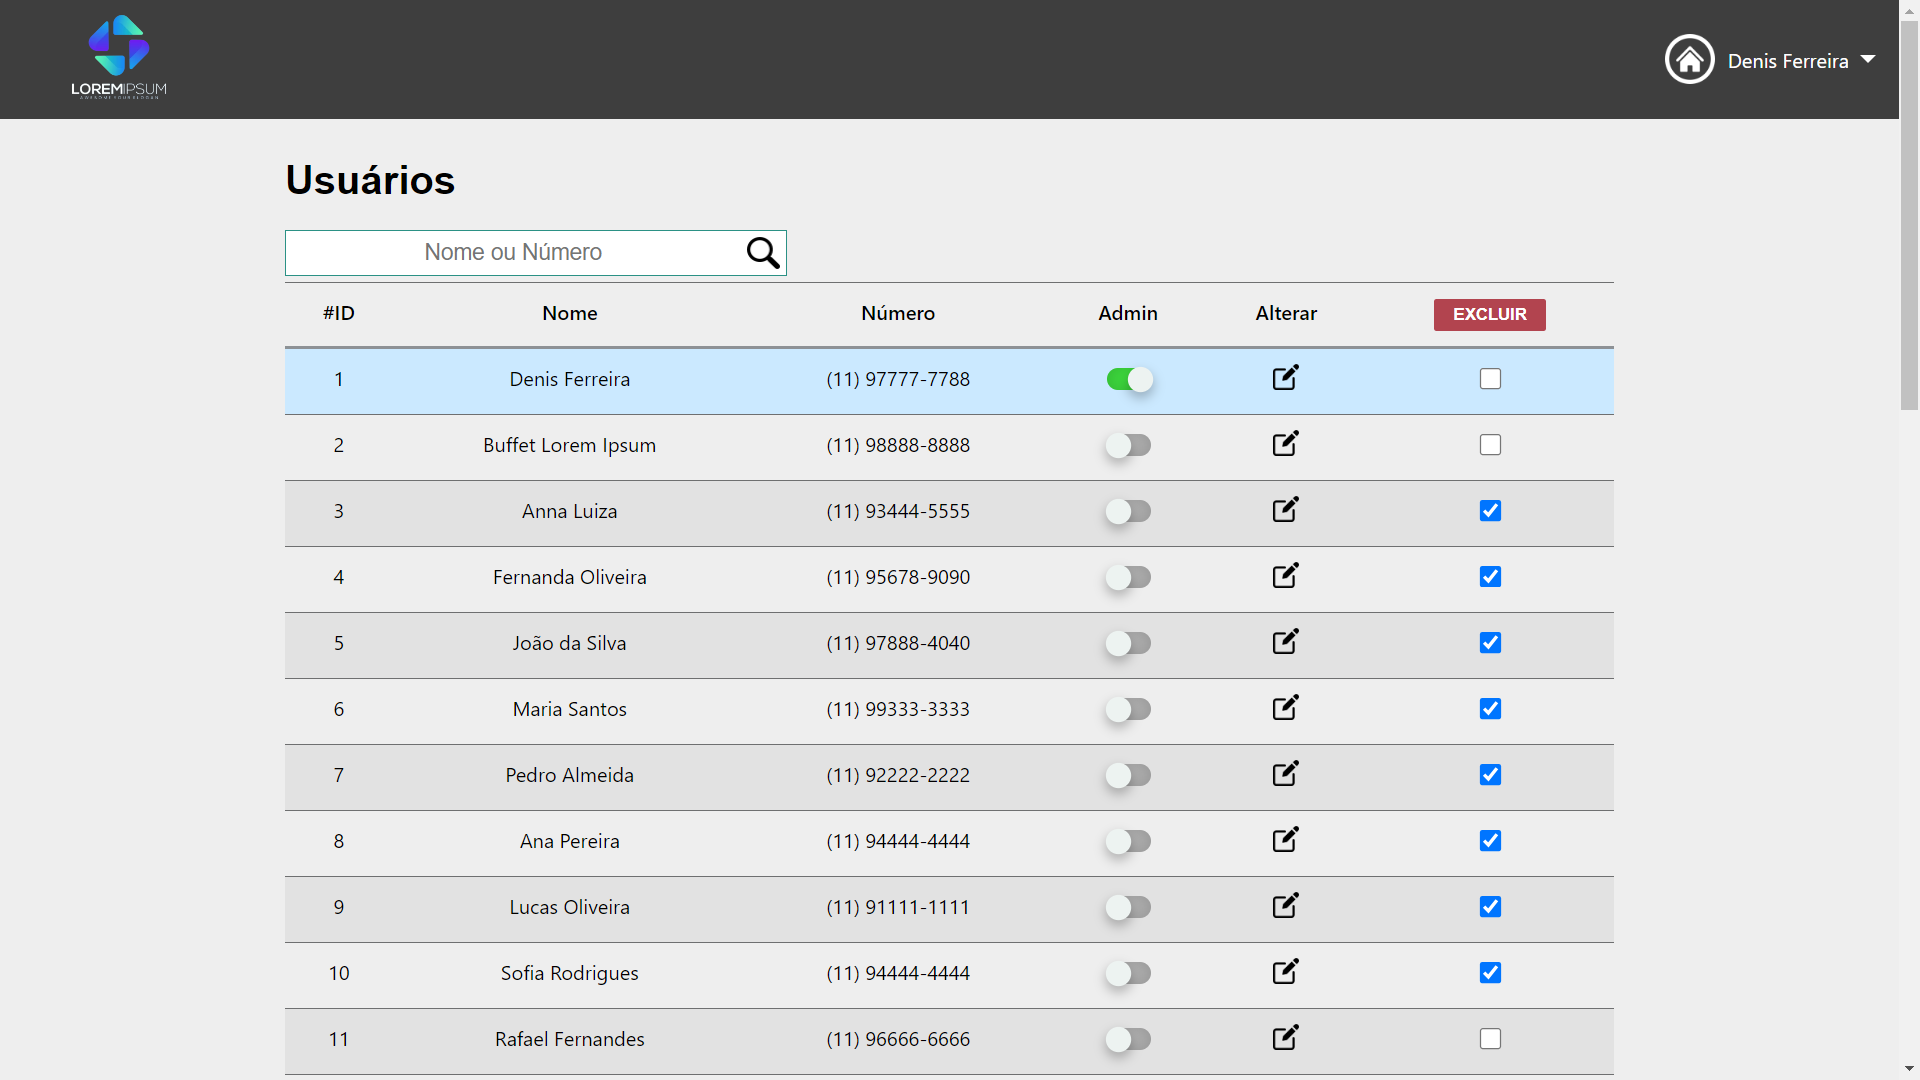 LOREMIPSUM
Denis Ferreira
Usuários
Nome ou Número
#ID Nome Número Admin Alterar EXCLUIR
1 Denis Ferreira (11) 97777-7788
2 Buffet Lorem Ipsum (11) 98888-8888
3 Anna Luiza (11) 93444-5555
4 Fernanda Oliveira (11) 95678-9090
5 João da Silva (11) 97888-4040
6 Maria Santos (11) 99333-3333
7 Pedro Almeida (11) 92222-2222
8 Ana Pereira (11) 94444-4444
9 Lucas Oliveira (11) 91111-1111
10 Sofia Rodrigues (11) 94444-4444
11 Rafael Fernandes (11) 96666-6666